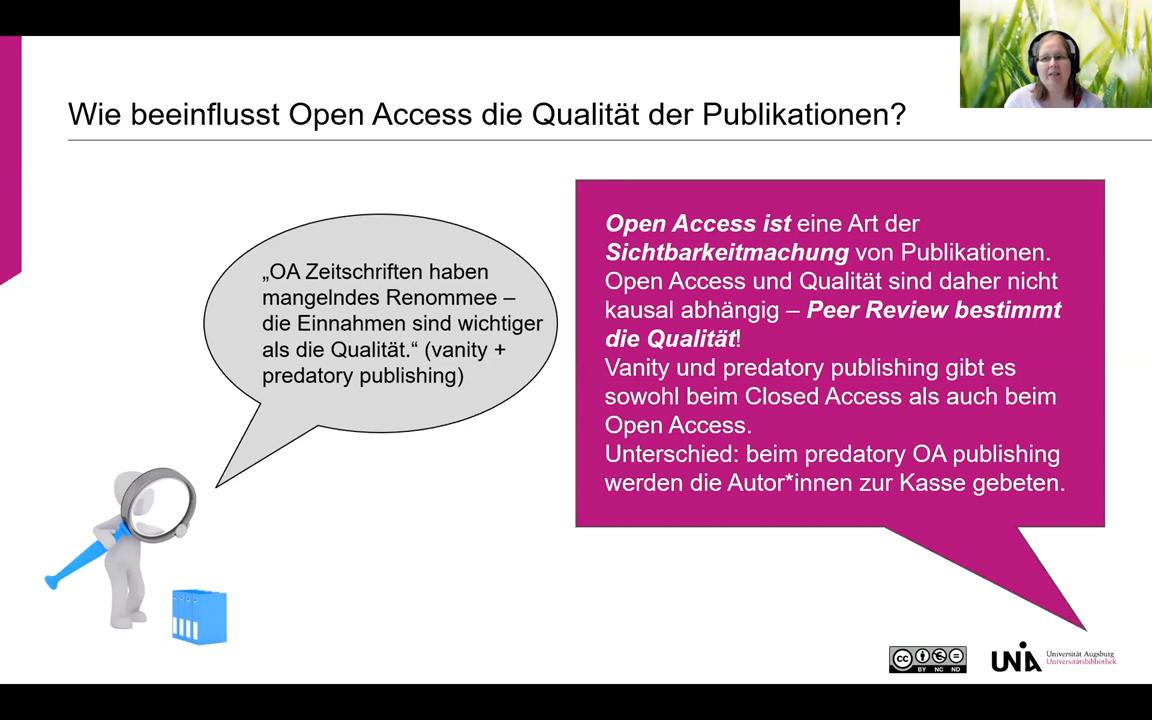 Wie beeinflusst Open Access die Qualität der Publikationen?
„OA Zeitschriften haben
mangelndes Renommee –
die Einnahmen sind wichtiger
als die Qualität.“ (vanity +
predatory publishing)
Open Access ist eine Art der
Sichtbarkeitmachung von Publikationen.
Open Access und Qualität sind daher nicht
kausal abhängig – Peer Review bestimmt
die Qualität!
Vanity und predatory publishing gibt es
sowohl beim Closed Access als auch beim
Open Access.
Unterschied: beim predatory OA publishing
werden die Autor*innen zur Kasse gebeten.
cc
BY NC ND
UNIA
Universität Augsburg
Universitätsbibliothek